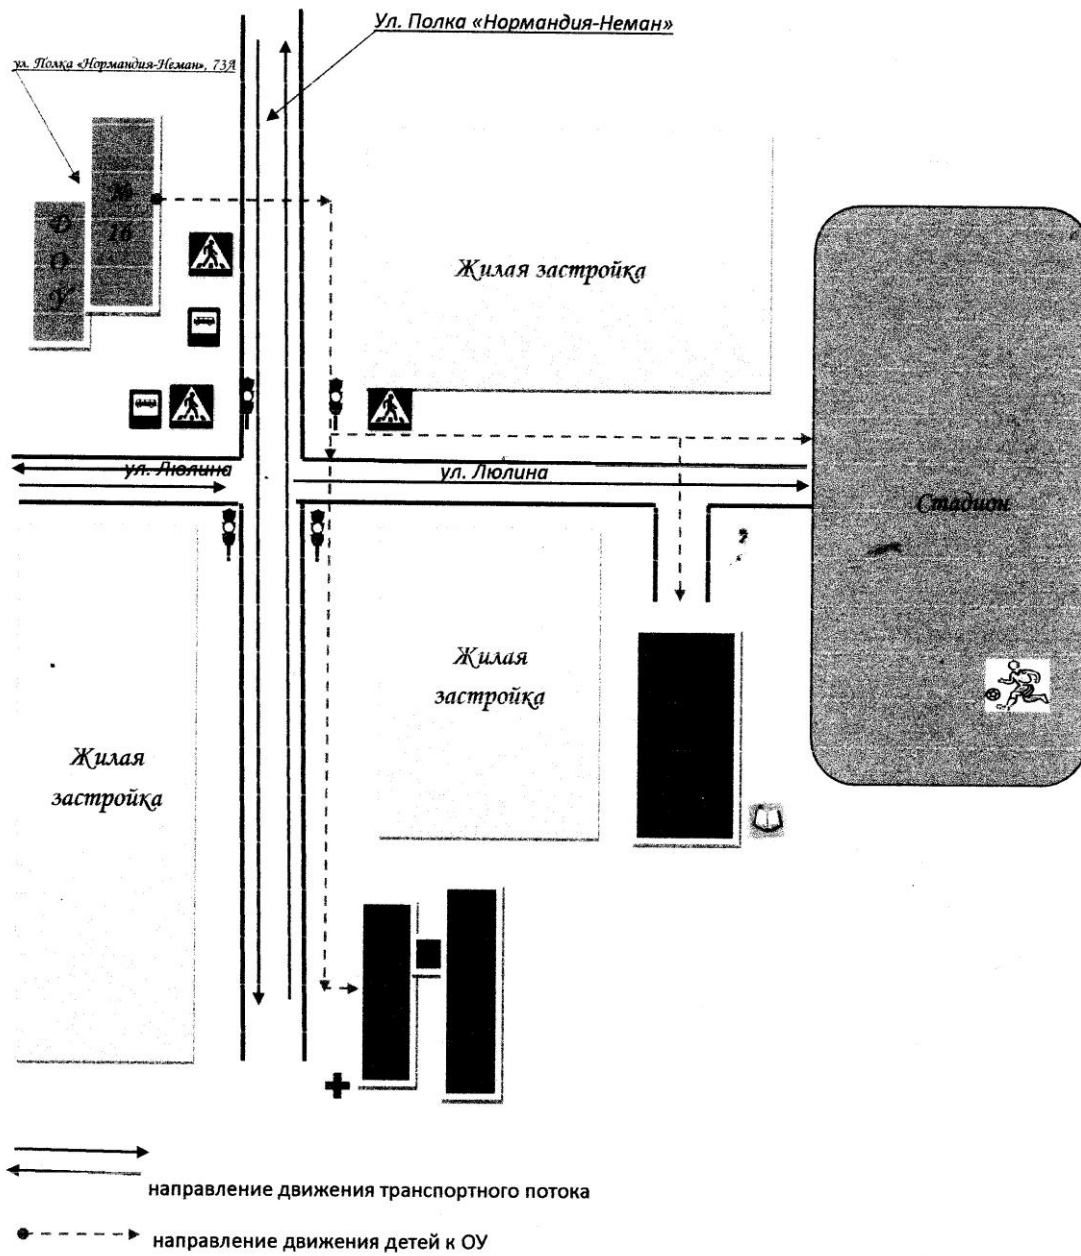 Ул. Полка «Нормандия-Неман»
ул. Полка «Нормандия-Неман», 73А
№
16
Д
О
У
Жилая застройка
ул. Люлина
ул. Люлина
Стадион
Жилая
застройка
Жилая
застройка
направление движения транспортного потока
направление движения детей к ОУ